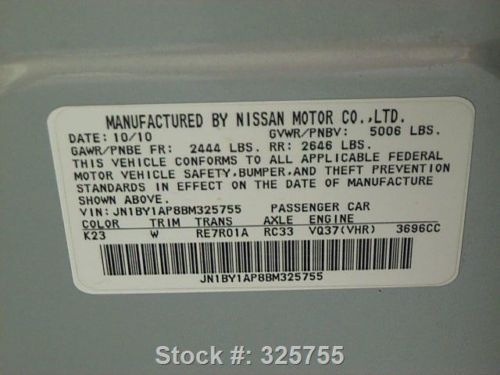 MANUFACTURED BY NISSAN MOTOR CO.,LTD.
DATE: 10/10 GVWR/PNBV: 5006 LBS.
GAWR/PNBE FR: 2444 LBS. RR: 2646 LBS.
THIS VEHICLE CONFORMS TO ALL APPLICABLE FEDERAL
MOTOR VEHICLE SAFETY,BUMPER,AND THEFT PREVENTION
STANDARDS IN EFFECT ON THE DATE OF MANUFACTURE
SHOWN ABOVE.
VIN: JN1BY1AP8BM325755 PASSENGER CAR
COLOR TRIM TRANS AXLE ENGINE
K23 W RE7R01A RC33 VQ37(VHR) 3696CC
JN1BY1AP8BM325755
Stock #: 325755